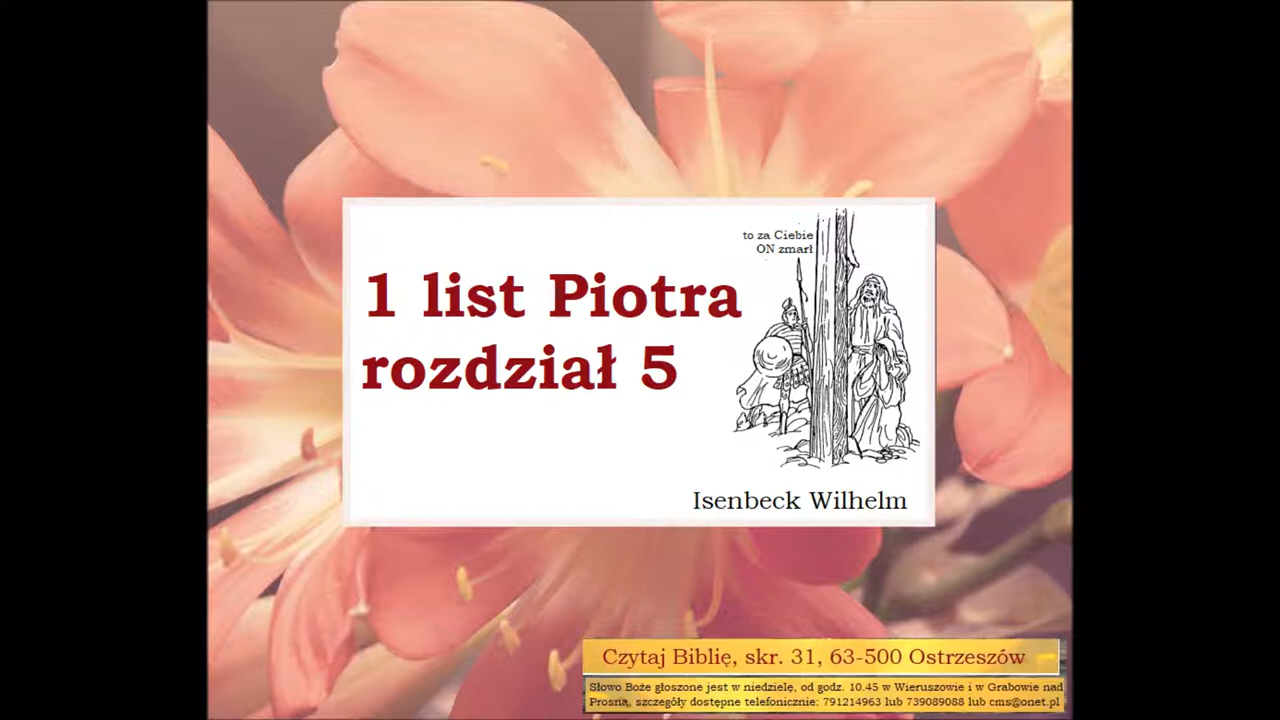 to za Ciebie
ON zmarł
1 list Piotra
rozdział 5
Isenbeck Wilhelm
Czytaj Biblię, skr. 31, 63-500 Ostrzeszów
Słowo Boże głoszone jest w niedzielę, od godz. 10.45 w Wieruszowie i w Grabowie nad
Prosną, szczegóły dostępne telefonicznie: 791214963 lub 739089088 lub cms@onet.pl